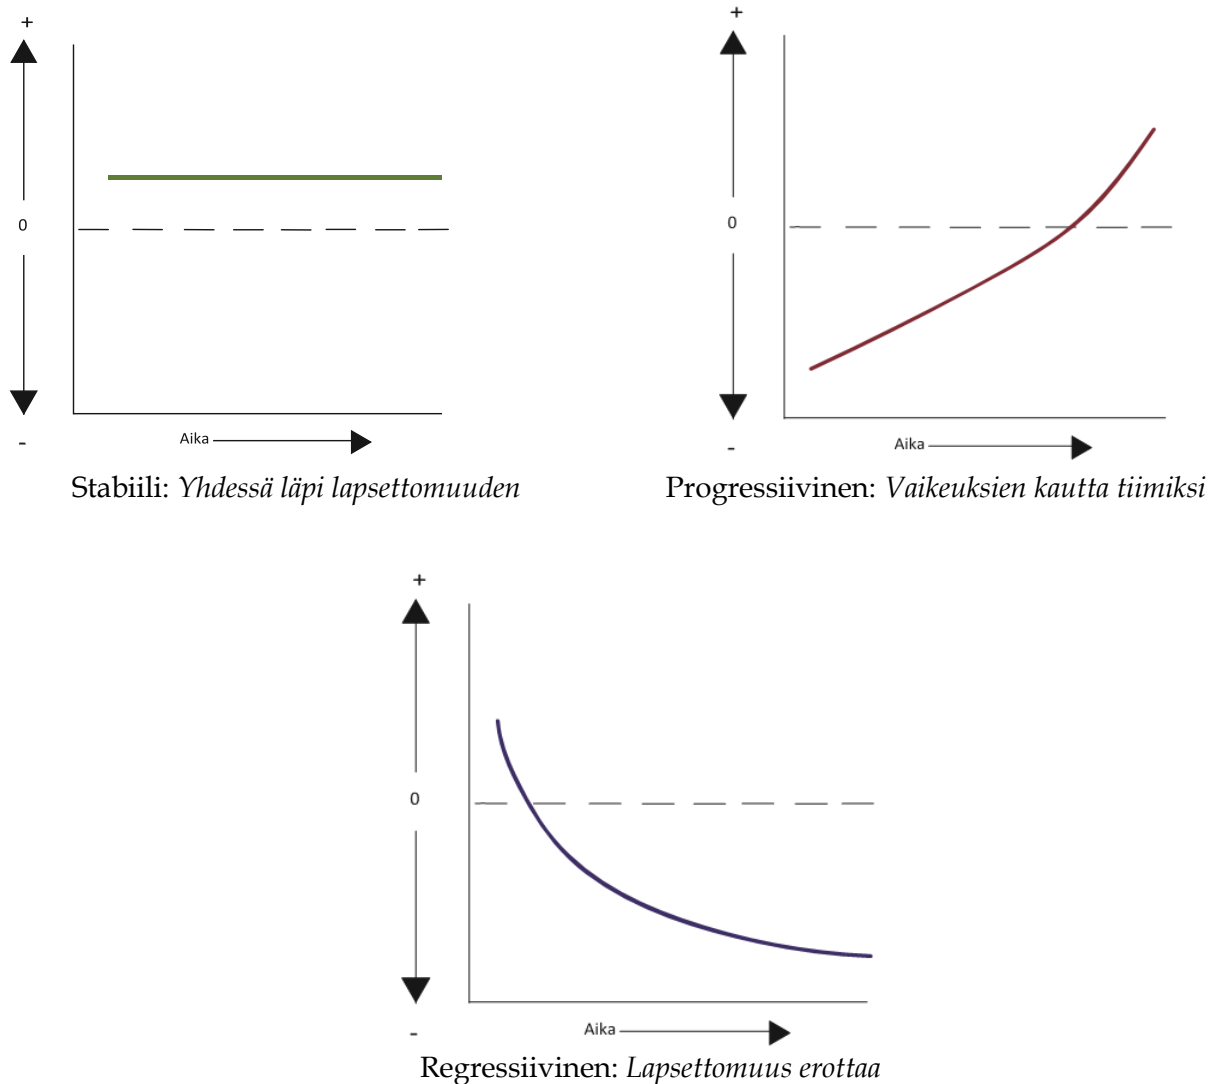 +
0
-
Aika
Stabiili: Yhdessä läpi lapsettomuuden
+
0
-
Aika
Progressiivinen: Vaikeuksien kautta tiimiksi
+
0
-
Aika
Regressiivinen: Lapsettomuus erottaa